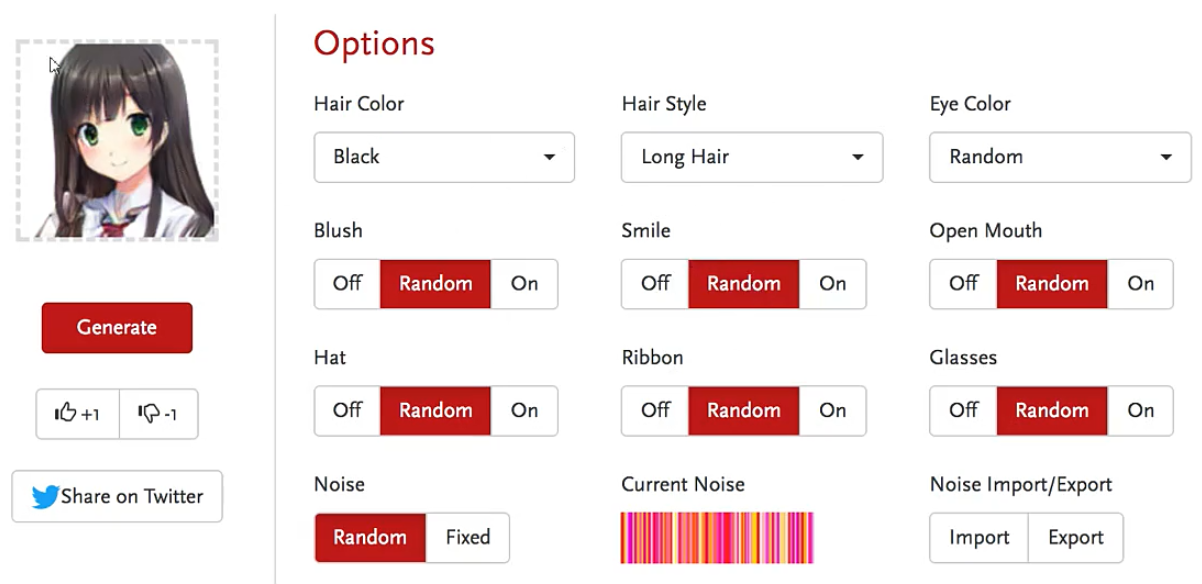 Options
Hair Color
Hair Style
Eye Color
Black
Long Hair
Random
Blush
Smile
Open Mouth
Off Random On
Off Random On
Off Random On
Generate
Hat
Ribbon
Glasses
+1 -1
Off Random On
Off Random On
Off Random On
Share on Twitter
Noise
Current Noise
Noise Import/Export
Random Fixed
Import Export